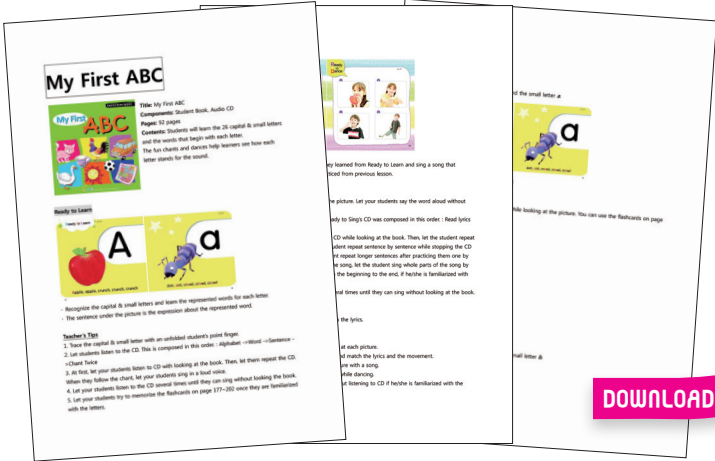 My First ABC
My First
ABC
Title: My First ABC
Components: Student Book, Audio CD
Pages: 92 pages
Contents: Students will learn the 26 capital & small letters
and the words that begin with each letter.
The fun chants and dances help learners see how each
letter stands for the sound.
Ready to Learn
Ready to Learn
A
a
Apple, apple, crunch, crunch, crunch
Ant, ant, crawl, crawl, crawl
- Recognize the capital & small letters and learn the represented words for each letter.
- The sentence under the picture is the expression about the represented word.
Teacher's Tips
1. Trace the capital & small letter with an unfolded student's point finger.
2. Let students listen to the CD. This is composed in this order : Alphabet ->Word ->Sentence -
>Chant Twice
3. At first, let your students listen to CD with looking at the book. Then, let them repeat the CD.
When they follow the chant, let your students sing in a loud voice.
4. Let your students listen to the CD several times until they can sing without looking the book.
5. Let your students try to memorize the flashcards on page 177~202 once they are familiarized
with the letters.
Ready to Dance
ey learned from Ready to Learn and sing a song that
ticed from previous lesson.
he picture. Let your students say the word aloud without
ady to Sing's CD was composed in this order. : Read lyrics
CD while looking at the book. Then, let the student repeat
udent repeat sentence by sentence while stopping the CD
nt repeat longer sentences after practicing them one by
he song, let the student sing whole parts of the song by
the beginning to the end, if he/she is familiarized with
eral times until they can sing without looking at the book.
the lyrics.
at each picture.
nd match the lyrics and the movement.
ure with a song.
while dancing.
ut listening to CD if he/she is familiarized with the
d the small letter a
a
Ant, ant, crawl, crawl, crawl
hile looking at the picture. You can use the flashcards on page
mall letter
DOWNLOAD